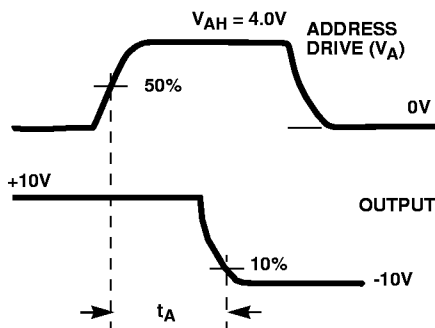 V_AH = 4.0V
ADDRESS
DRIVE (V_A)
50%
0V
+10V
OUTPUT
10%
-10V
t_A